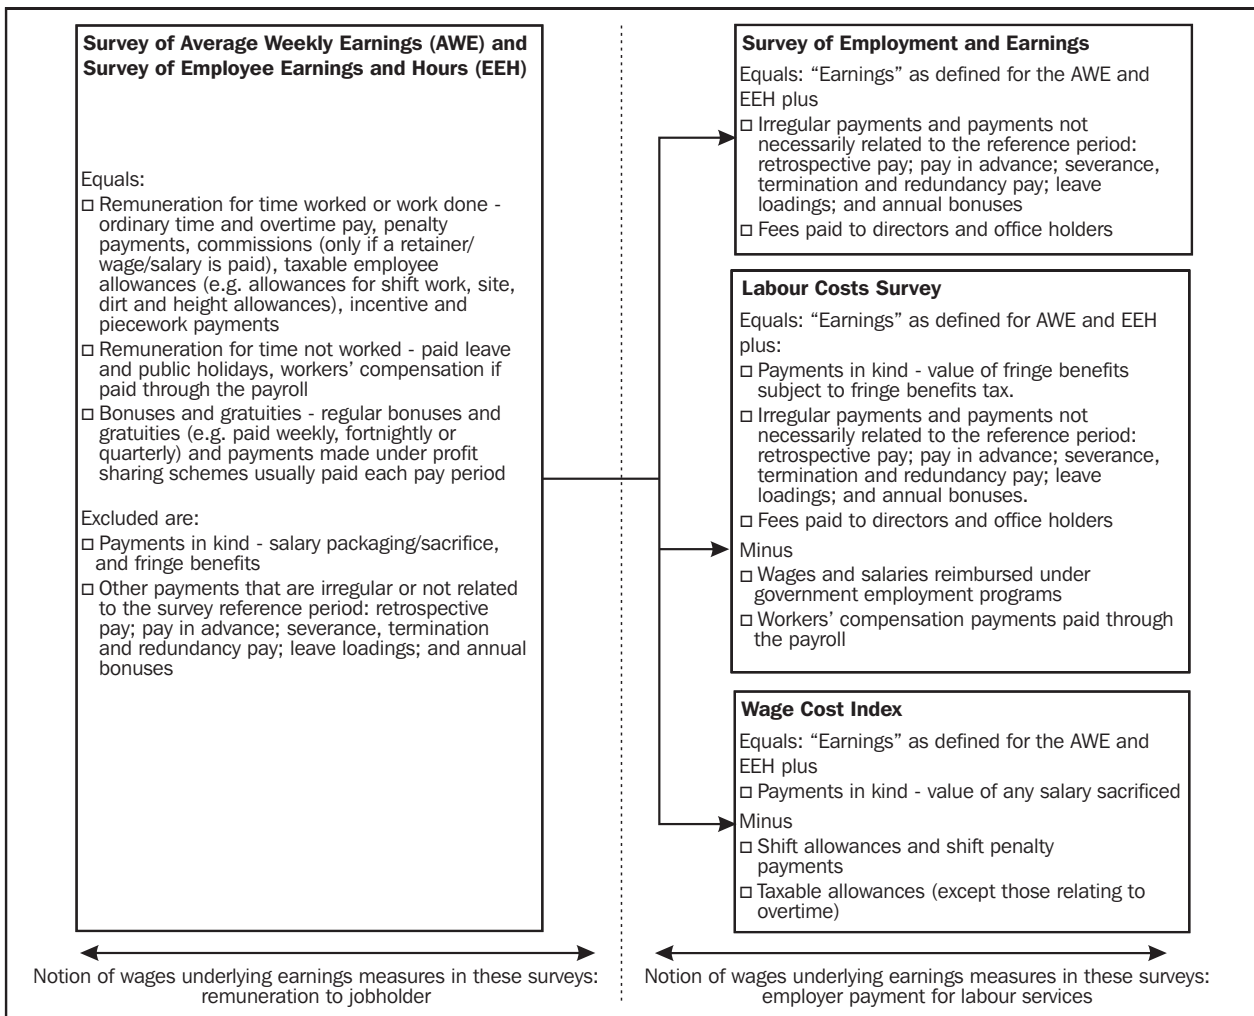 Survey of Average Weekly Earnings (AWE) and
Survey of Employee Earnings and Hours (EEH)
Equals:
□ Remuneration for time worked or work done -
ordinary time and overtime pay, penalty
payments, commissions (only if a retainer/
wage/salary is paid), taxable employee
allowances (e.g. allowances for shift work, site,
dirt and height allowances), incentive and
piecework payments
□ Remuneration for time not worked - paid leave
and public holidays, workers' compensation if
paid through the payroll
□ Bonuses and gratuities - regular bonuses and
gratuities (e.g. paid weekly, fortnightly or
quarterly) and payments made under profit
sharing schemes usually paid each pay period
Excluded are:
□ Payments in kind - salary packaging/sacrifice,
and fringe benefits
□ Other payments that are irregular or not related
to the survey reference period: retrospective
pay; pay in advance; severance, termination
and redundancy pay; leave loadings; and annual
bonuses
Notion of wages underlying earnings measures in these surveys:
remuneration to jobholder
Survey of Employment and Earnings
Equals: “Earnings” as defined for the AWE and
EEH plus
□ Irregular payments and payments not
necessarily related to the reference period:
retrospective pay; pay in advance; severance,
termination and redundancy pay; leave
loadings; and annual bonuses
□ Fees paid to directors and office holders
Labour Costs Survey
Equals: “Earnings” as defined for AWE and EEH
plus:
□ Payments in kind - value of fringe benefits
subject to fringe benefits tax.
□ Irregular payments and payments not
necessarily related to the reference period:
retrospective pay; pay in advance; severance,
termination and redundancy pay; leave
loadings; and annual bonuses.
□ Fees paid to directors and office holders
Minus
□ Wages and salaries reimbursed under
government employment programs
□ Workers' compensation payments paid through
the payroll
Wage Cost Index
Equals: “Earnings” as defined for the AWE and
EEH plus
□ Payments in kind - value of any salary sacrificed
Minus
□ Shift allowances and shift penalty
payments
□ Taxable allowances (except those relating to
overtime)
Notion of wages underlying earnings measures in these surveys:
employer payment for labour services